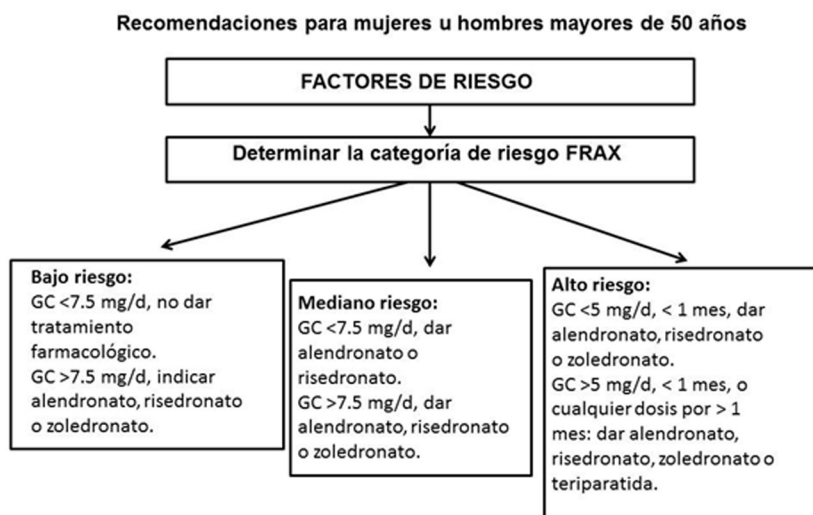 Recomendaciones para mujeres u hombres mayores de 50 años
FACTORES DE RIESGO
Determinar la categoría de riesgo FRAX
Bajo riesgo:
GC <7.5 mg/d, no dar
tratamiento
farmacológico.
GC >7.5 mg/d, indicar
alendronato, risedronato
o zoledronato.
Mediano riesgo:
GC <7.5 mg/d, dar
alendronato o
risedronato.
GC >7.5 mg/d, dar
alendronato, risedronato
o zoledronato.
Alto riesgo:
GC <5 mg/d, < 1 mes, dar
alendronato, risedronato
o zoledronato.
GC >5 mg/d, < 1 mes, o
cualquier dosis por > 1
mes: dar alendronato,
risedronato, zoledronato o
teriparatida.